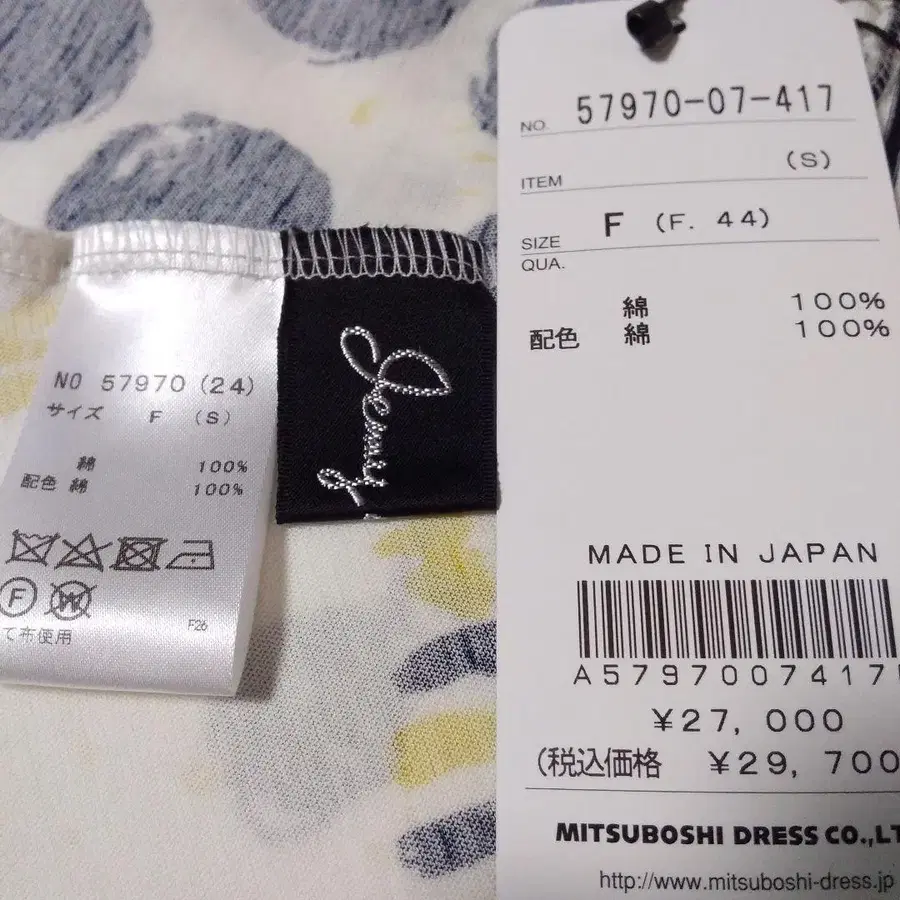 NO 57970 (24)
サイズ F (S)
綿 100%
配色 綿 100%
F
W
て布使用
F26
NO. 57970-07-417
ITEM (S)
SIZE F (F. 44)
QUA.
綿 100%
配色 綿 100%
MADE IN JAPAN
A5797007417
¥27, 000
(税込価格 ¥29, 700
MITSUBOSHI DRESS CO.,LT
http://www.mitsuboshi-dress.jp